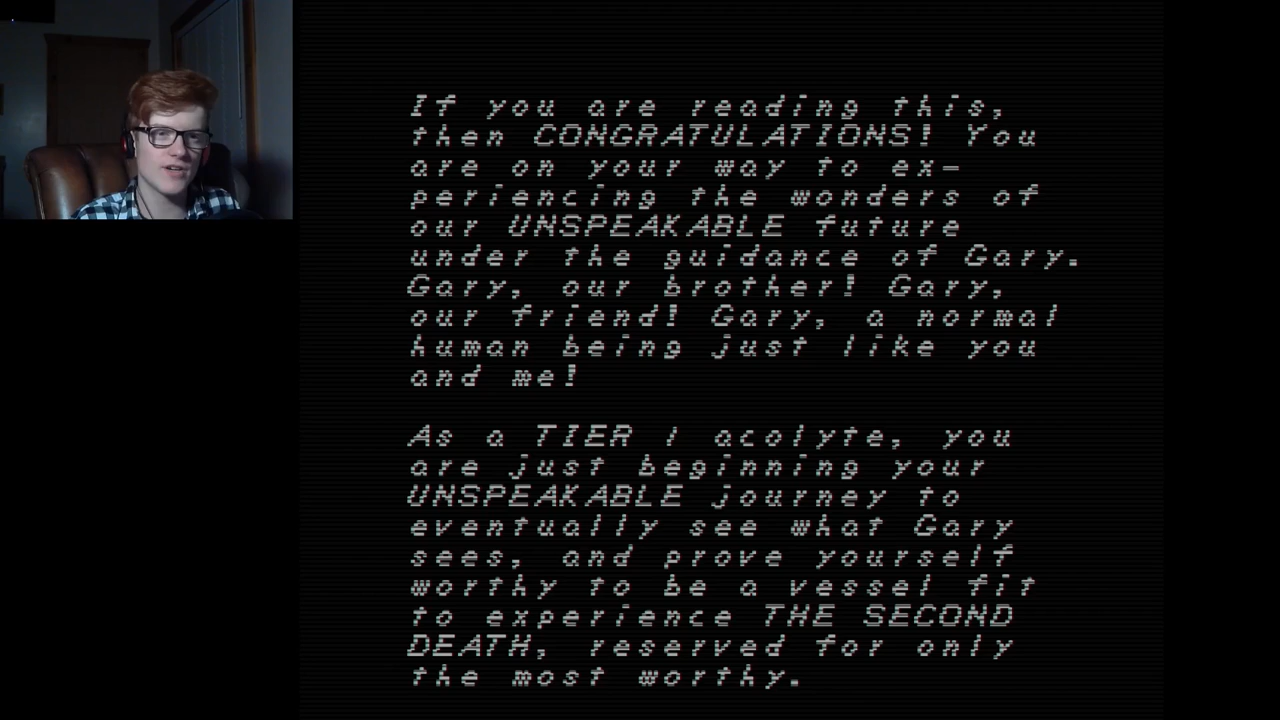 If you are reading this,
then CONGRATULATIONS! You
are on your way to ex-
periencing the wonders of
our UNSPEAKABLE future
under the guidance of Gary.
Gary, our brother! Gary,
our friend! Gary, a normal
human being just like you
and me!
As a TIER 1 acolyte, you
are just beginning your
UNSPEAKABLE journey to
eventually see what Gary
sees, and prove yourself
worthy to be a vessel fit
to experience THE SECOND
DEATH, reserved for only
the most worthy.